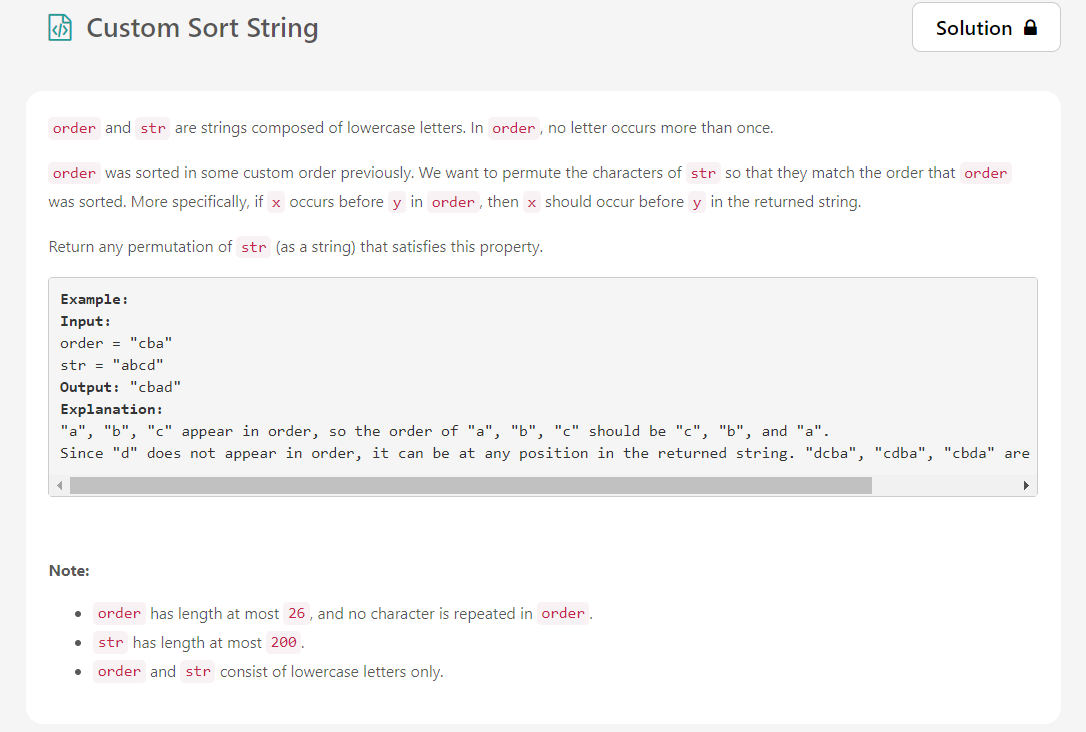 Custom Sort String
Solution
order and str are strings composed of lowercase letters. In order, no letter occurs more than once.
order was sorted in some custom order previously. We want to permute the characters of str so that they match the order that order
was sorted. More specifically, if x occurs before y in order, then x should occur before y in the returned string.
Return any permutation of str (as a string) that satisfies this property.
Example:
Input:
order = "cba"
str = "abcd"
Output: "cbad"
Explanation:
"a", "b", "c" appear in order, so the order of "a", "b", "c" should be "c", "b", and "a".
Since "d" does not appear in order, it can be at any position in the returned string. "dcba", "cdba", "cbda" are
Note:
order has length at most 26, and no character is repeated in order.
str has length at most 200.
order and str consist of lowercase letters only.